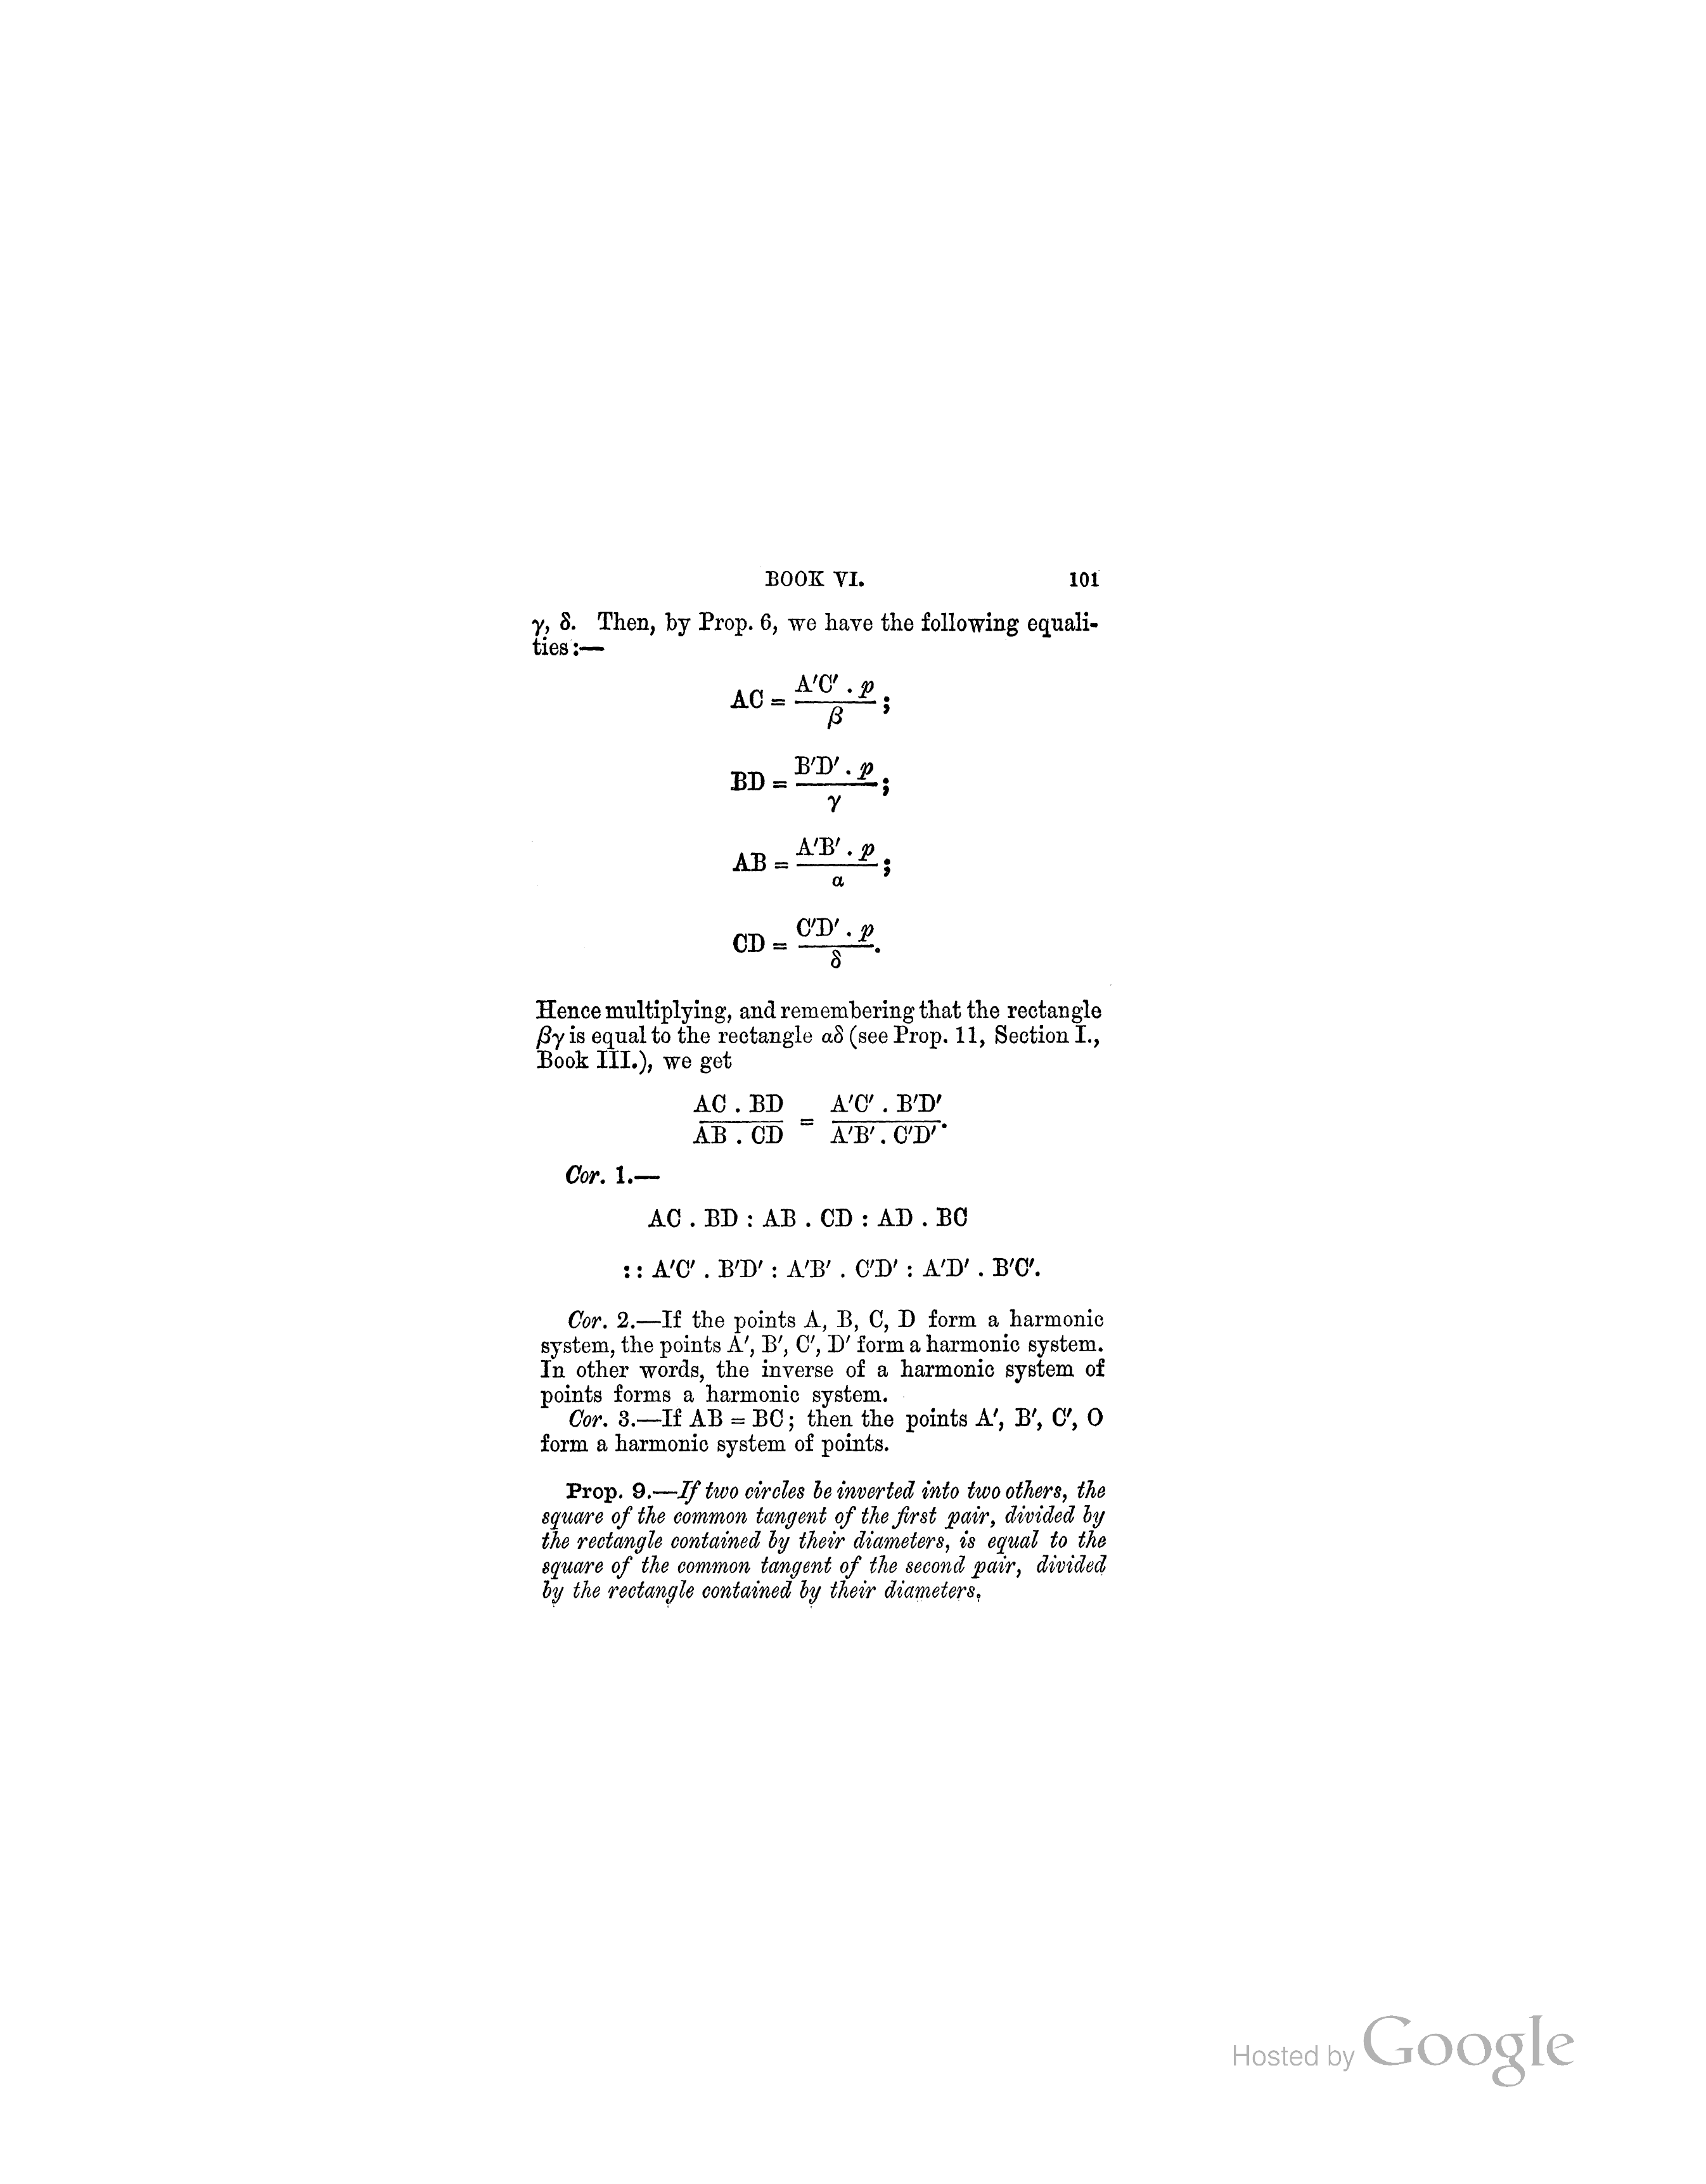 BOOK VI. 101
γ, δ. Then, by Prop. 6, we have the following equali-
ties :—
AC = A′C′ . p / β ;
BD = B′D′ . p / γ ;
AB = A′B′ . p / α ;
CD = C′D′ . p / δ .
Hence multiplying, and remembering that the rectangle
βγ is equal to the rectangle αδ (see Prop. 11, Section I.,
Book III.), we get
AC . BD / AB . CD = A′C′ . B′D′ / A′B′ . C′D′ .
Cor. 1.—
AC . BD : AB . CD : AD . BC
:: A′C′ . B′D′ : A′B′ . C′D′ : A′D′ . B′C′.
Cor. 2.—If the points A, B, C, D form a harmonic
system, the points A′, B′, C′, D′ form a harmonic system.
In other words, the inverse of a harmonic system of
points forms a harmonic system.
Cor. 3.—If AB = BC; then the points A′, B′, C′, O
form a harmonic system of points.
Prop. 9.—If two circles be inverted into two others, the
square of the common tangent of the first pair, divided by
the rectangle contained by their diameters, is equal to the
square of the common tangent of the second pair, divided
by the rectangle contained by their diameters.
Hosted by Google